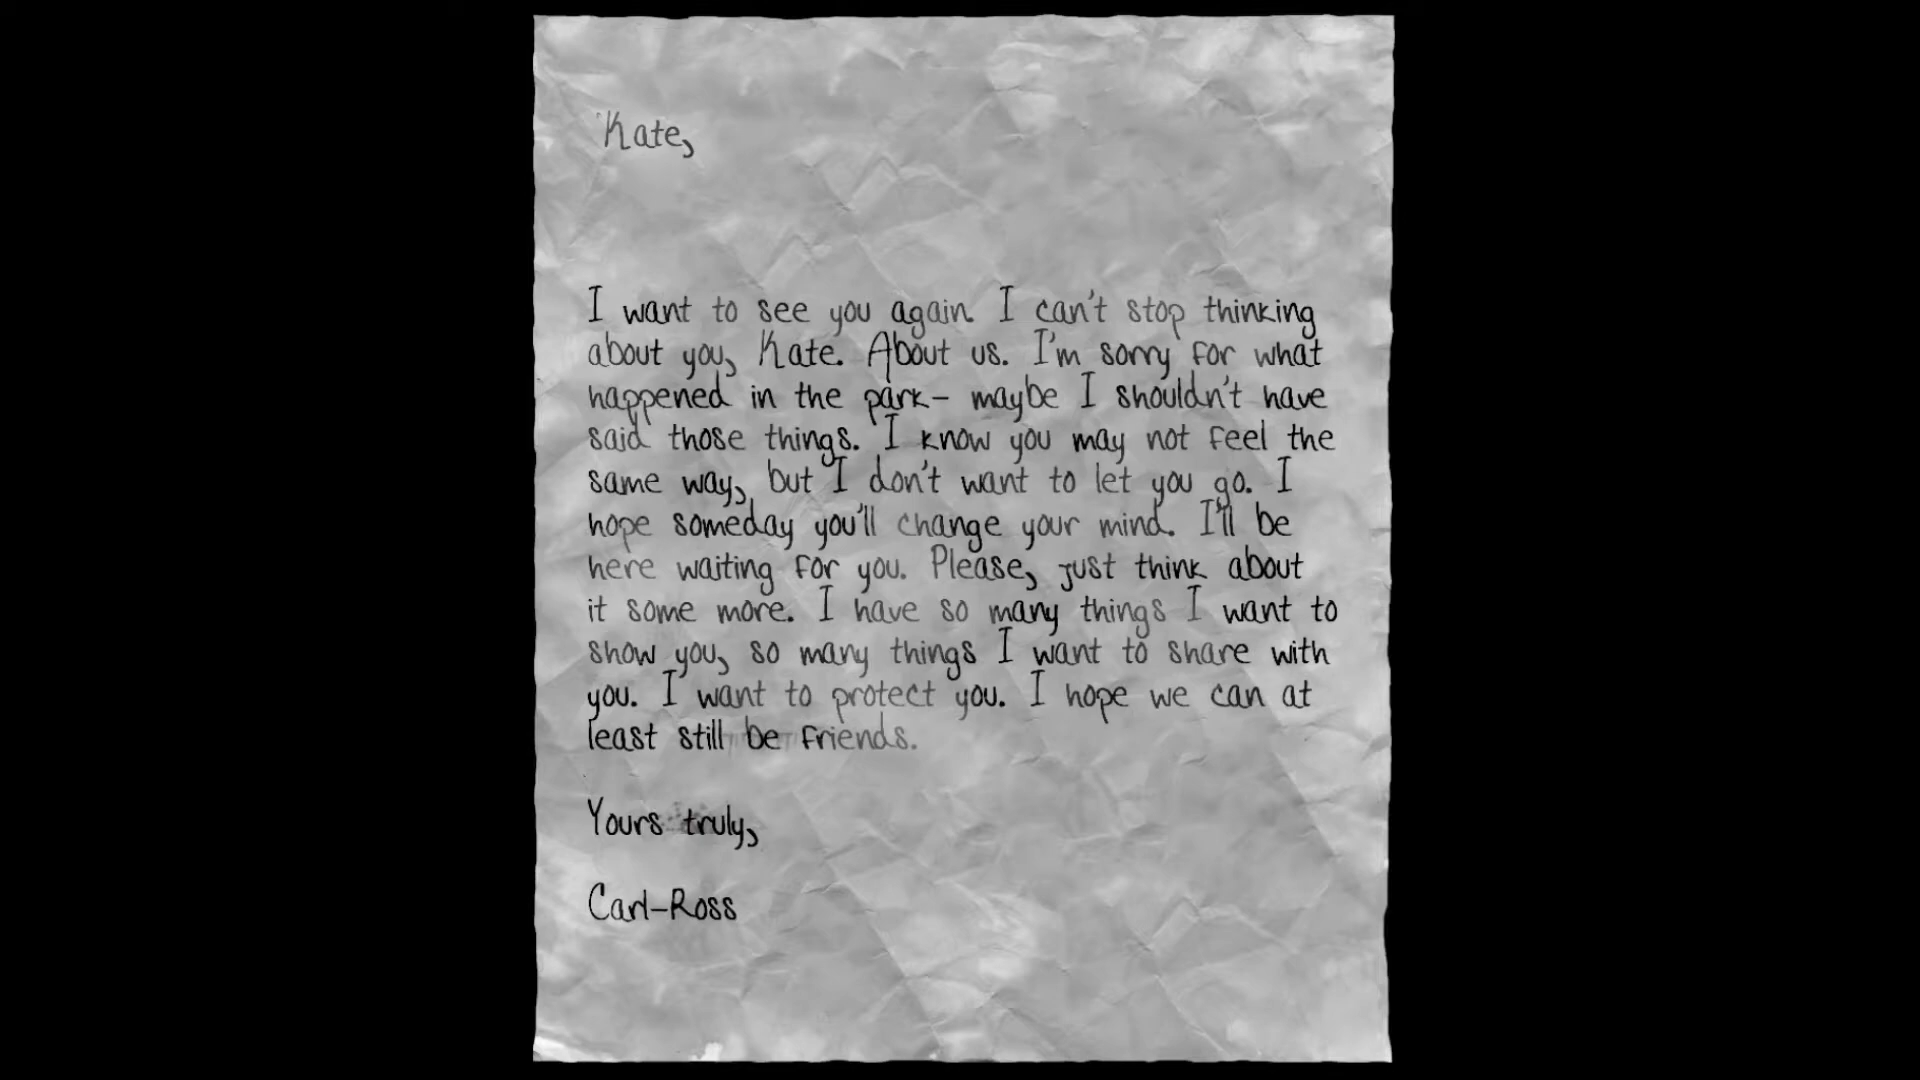 Kate,
I want to see you again. I can't stop thinking
about you, Kate. About us. I'm sorry for what
happened in the park- maybe I shouldn't have
said those things. I know you may not feel the
same way, but I don't want to let you go. I
hope someday you'll change your mind. I'll be
here waiting for you. Please, just think about
it some more. I have so many things I want to
show you, so many things I want to share with
you. I want to protect you. I hope we can at
least still be friends.
Yours truly,
Carl-Ross